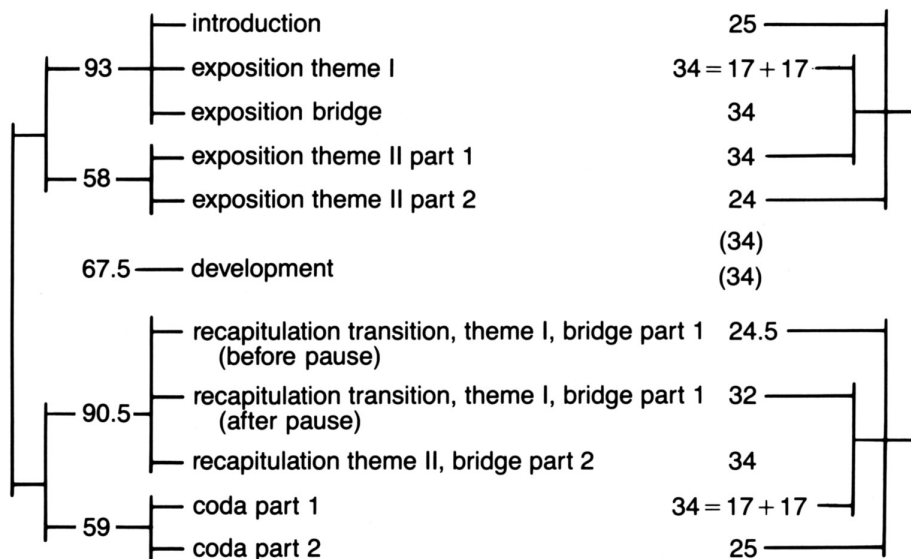 introduction 25
93 exposition theme I 34 = 17 + 17
exposition bridge 34
exposition theme II part 1 34
58
exposition theme II part 2 24
(34)
67.5 development (34)
recapitulation transition, theme I, bridge part 1 24.5
(before pause)
recapitulation transition, theme I, bridge part 1 32
90.5 (after pause)
recapitulation theme II, bridge part 2 34
coda part 1 34 = 17 + 17
59
coda part 2 25